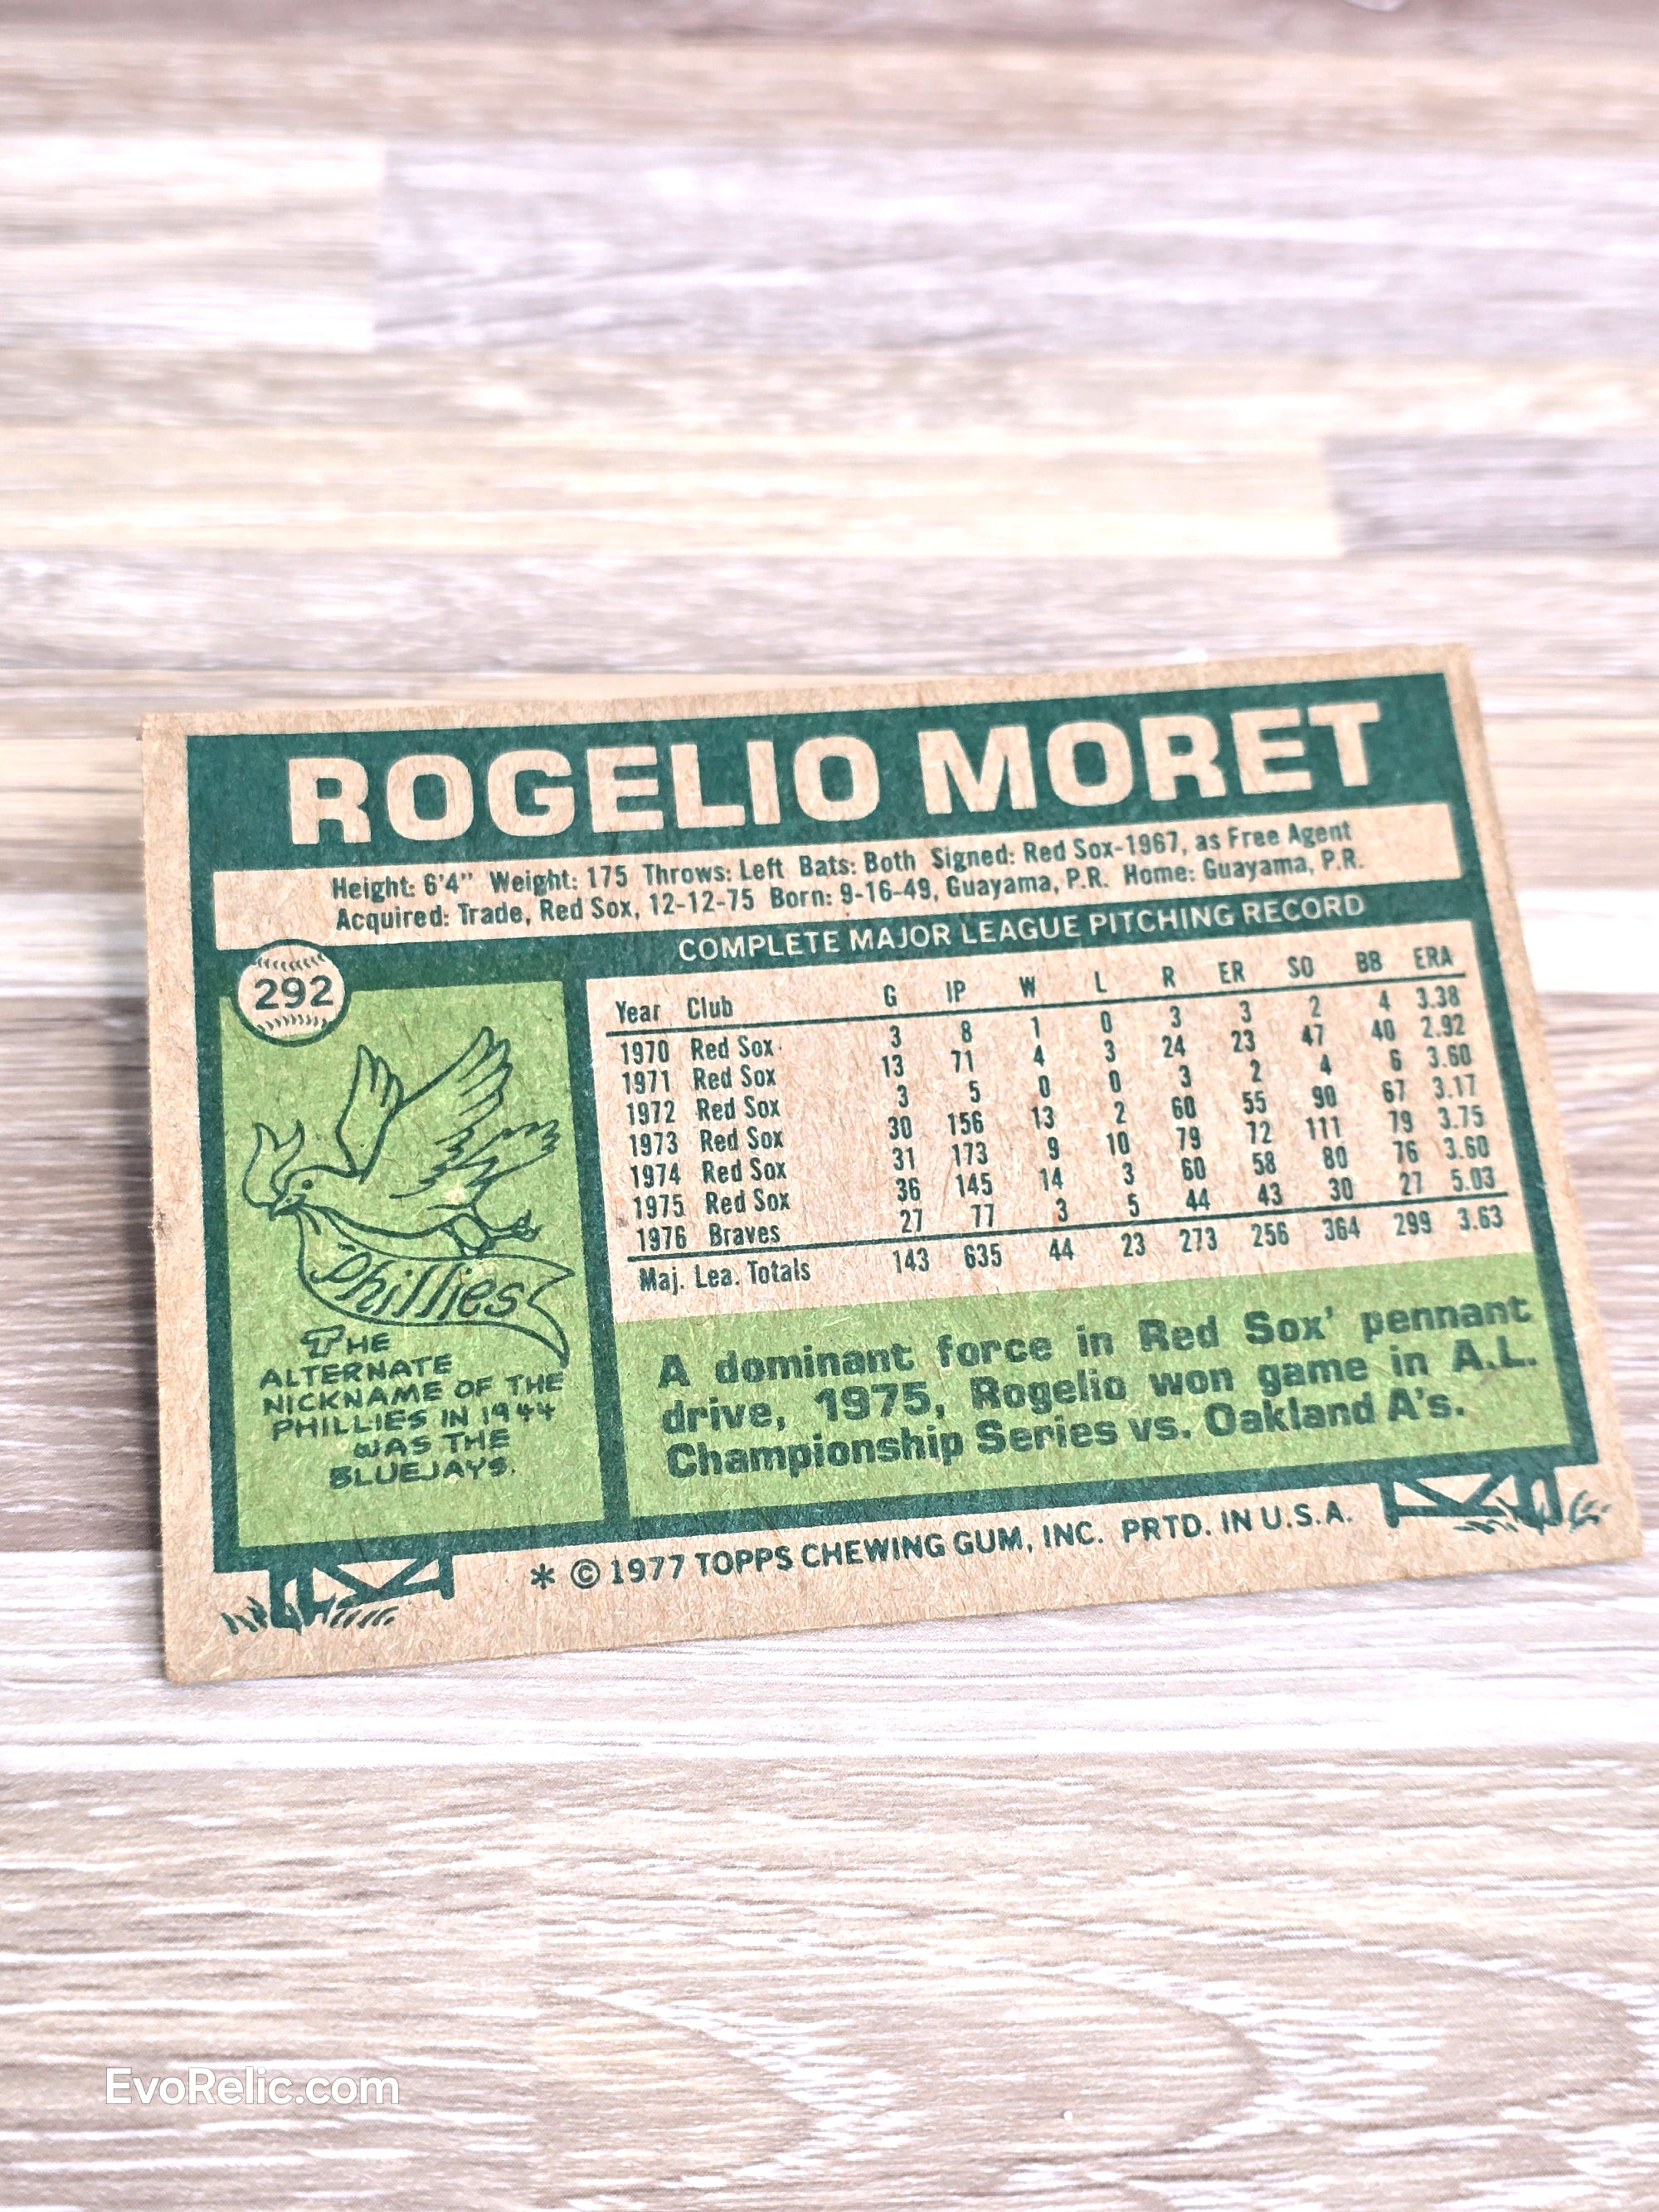 ROGELIO MORET
Height: 6'4" Weight: 175 Throws: Left Bats: Both Signed: Red Sox-1967, as Free Agent
Acquired: Trade, Red Sox, 12-12-75 Born: 9-16-49, Guayama, P.R. Home: Guayama, P.R.
292
COMPLETE MAJOR LEAGUE PITCHING RECORD
Year Club G IP W L R ER SO BB ERA
1970 Red Sox 3 8 1 0 3 3 2 4 3.38
1971 Red Sox 13 71 4 3 24 23 47 40 2.92
1972 Red Sox 3 5 0 0 3 2 4 6 3.60
1973 Red Sox 30 156 13 2 60 55 90 67 3.17
1974 Red Sox 31 173 9 10 79 72 111 79 3.75
1975 Red Sox 36 145 14 3 60 58 80 76 3.60
1976 Braves 27 77 3 5 44 43 30 27 5.03
Maj. Lea. Totals 143 635 44 23 273 256 364 299 3.63
Phillies
THE
ALTERNATE
NICKNAME OF THE
PHILLIES IN 1944
WAS THE
BLUEJAYS.
A dominant force in Red Sox' pennant
drive, 1975, Rogelio won game in A.L.
Championship Series vs. Oakland A's.
* © 1977 TOPPS CHEWING GUM, INC. PRTD. IN U.S.A.
EvoRelic.com